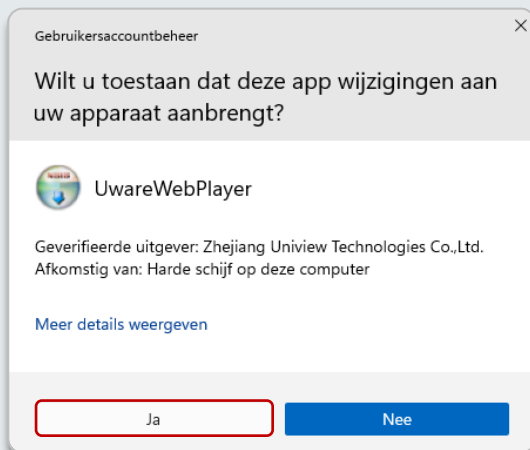 Gebruikersaccountbeheer
Wilt u toestaan dat deze app wijzigingen aan
uw apparaat aanbrengt?
UwareWebPlayer
Geverifieerde uitgever: Zhejiang Uniview Technologies Co.,Ltd.
Afkomstig van: Harde schijf op deze computer
Meer details weergeven
Ja
Nee